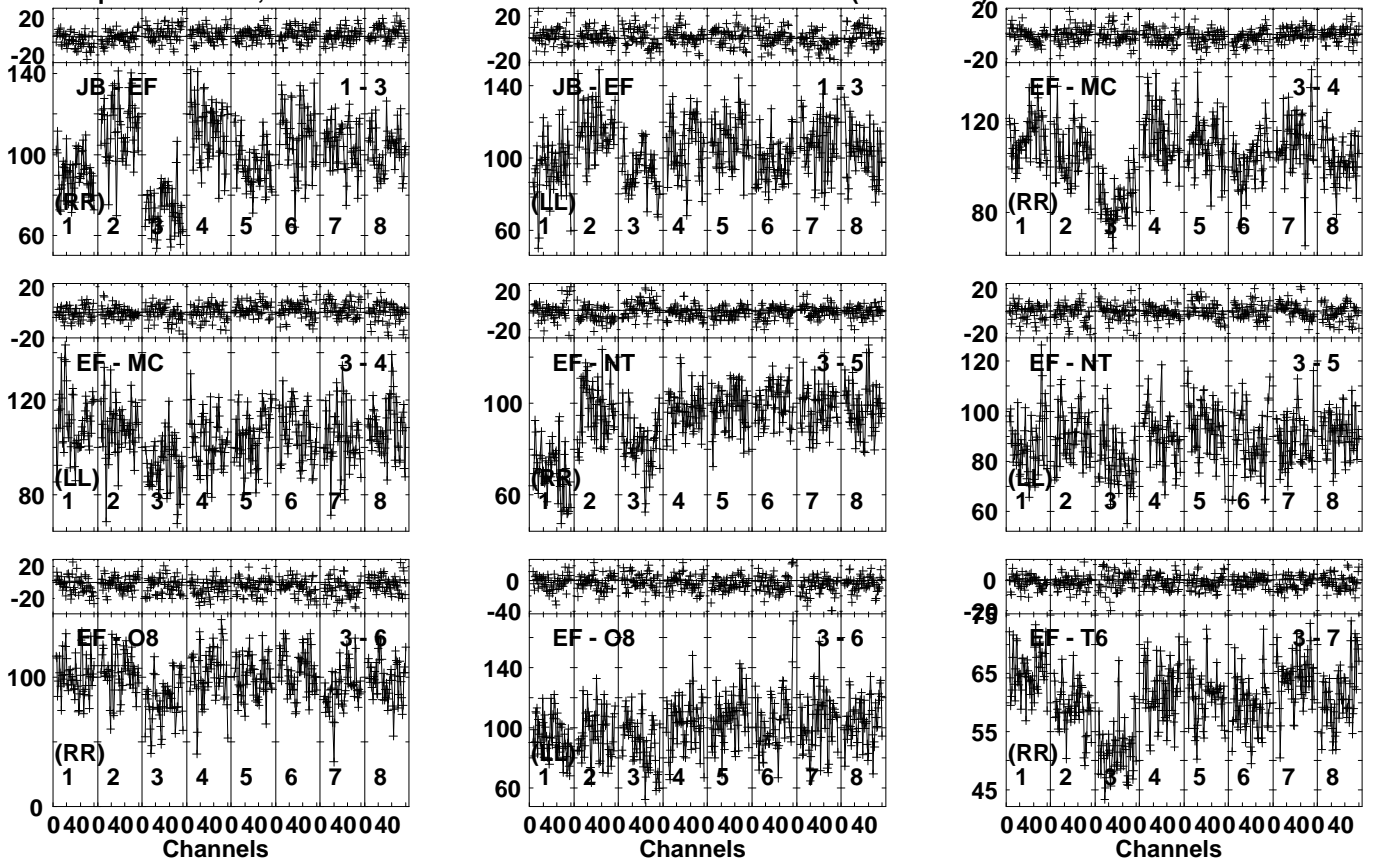 20 20 20
-20 -20 -20
140 JB - EF 1 - 3 140 JB - EF 1 - 3 EF - MC 3 - 4
120
100 100
(RR) (LL) 80 (RR)
1 2 3 4 5 6 7 8 1 2 3 4 5 6 7 8 1 2 3 4 5 6 7 8
60 60
20 20 20
-20 -20 -20
EF - MC 3 - 4 EF - NT 3 - 5 120 EF - NT 3 - 5
120 100 100
(LL) (RR) 80 (LL)
80 1 2 3 4 5 6 7 8 60 1 2 3 4 5 6 7 8 60 1 2 3 4 5 6 7 8
20 0 0
-20 -40 -20
75
EF - O8 3 - 6 EF - O8 3 - 6 EF - T6 3 - 7
100 140 65
100 55
(RR) (LL) (RR)
1 2 3 4 5 6 7 8 1 2 3 4 5 6 7 8 1 2 3 4 5 6 7 8
0 60 45
0 40 0 40 0 40 0 40 0 40 0 40 0 40 0 40 0 40 0 40 0 40 0 40 0 40 0 40 0 40 0 40 0 40 0 40 0 40 0 40 0 40 0 40 0 40 0 40
Channels Channels Channels